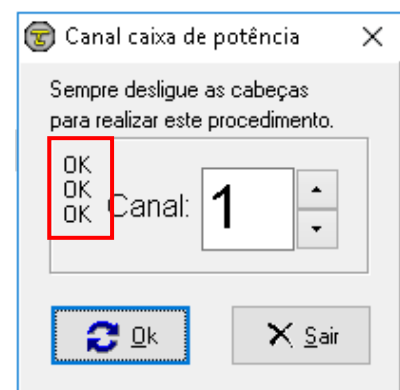 Canal caixa de potência
Sempre desligue as cabeças
para realizar este procedimento.
OK
OK
OK
Canal: 1
Ok Sair